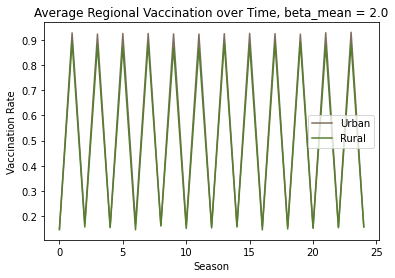 Average Regional Vaccination over Time, beta_mean = 2.0
Vaccination Rate
0.9
0.8
0.7
0.6
0.5
0.4
0.3
0.2
Urban
Rural
0 5 10 15 20 25
Season